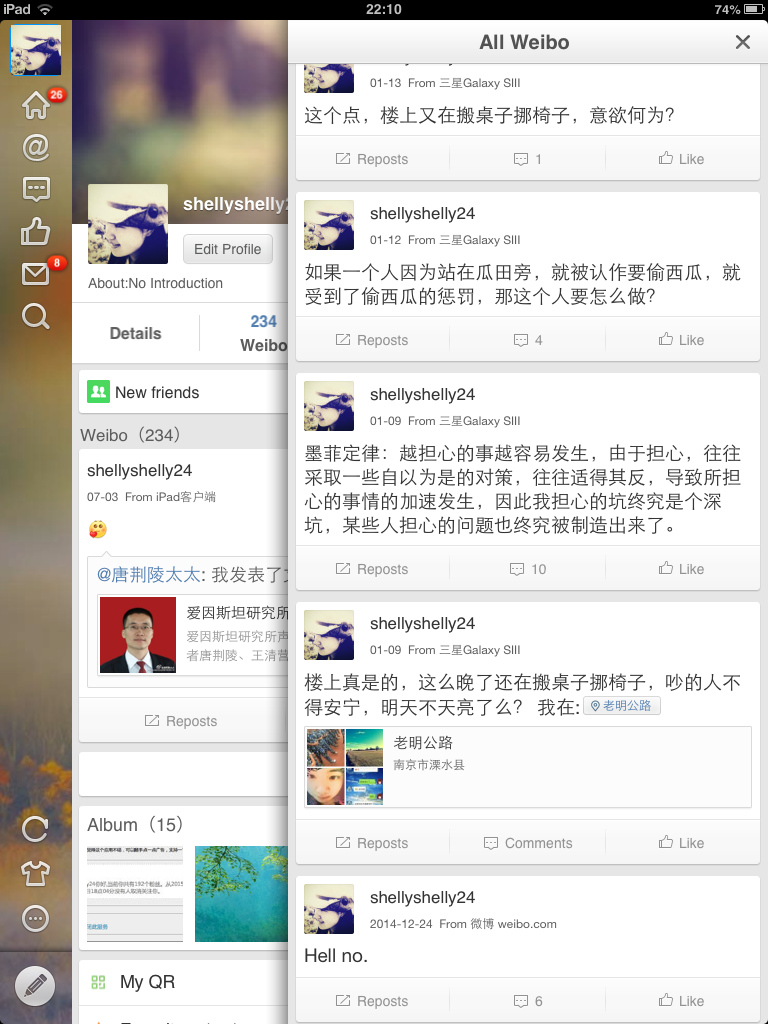 iPad
22:10
74%
26
8
shellyshelly2
Edit Profile
About:No Introduction
Details
234
Weibo
New friends
Weibo（234）
shellyshelly24
07-03 From iPad客户端
@唐荆陵太太: 我发表了文
爱因斯坦研究所
爱因斯坦研究所声
者唐荆陵、王清营
Reposts
Album（15）
My QR
All Weibo
01-13 From 三星Galaxy SIII
这个点，楼上又在搬桌子挪椅子，意欲何为？
Reposts
1
Like
shellyshelly24
01-12 From 三星Galaxy SIII
如果一个人因为站在瓜田旁，就被认作要偷西瓜，就
受到了偷西瓜的惩罚，那这个人要怎么做？
Reposts
4
Like
shellyshelly24
01-09 From 三星Galaxy SIII
墨菲定律：越担心的事越容易发生，由于担心，往往
采取一些自以为是的对策，往往适得其反，导致所担
心的事情的加速发生，因此我担心的坑终究是个深
坑，某些人担心的问题也终究被制造出来了。
Reposts
10
Like
shellyshelly24
01-09 From 三星Galaxy SIII
楼上真是的，这么晚了还在搬桌子挪椅子，吵的人不
得安宁，明天不天亮了么？ 我在: 老明公路
老明公路
南京市溧水县
Reposts
Comments
Like
shellyshelly24
2014-12-24 From 微博 weibo.com
Hell no.
Reposts
6
Like